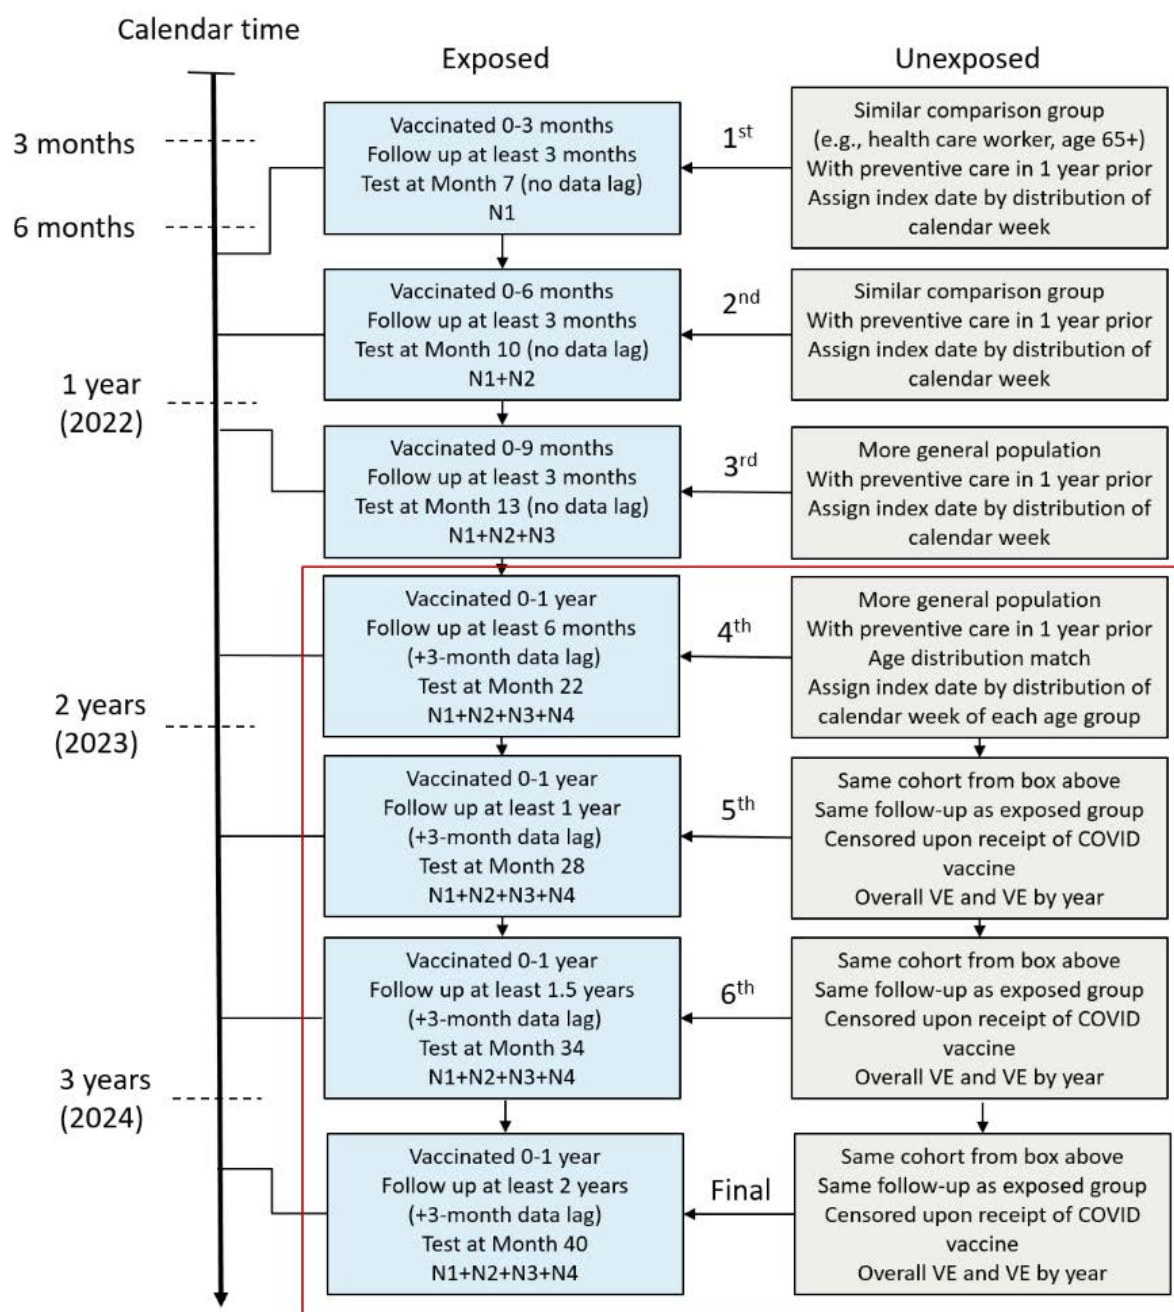 Calendar time
Exposed
Unexposed
3 months
6 months
1 year
(2022)
2 years
(2023)
3 years
(2024)
Vaccinated 0-3 months
Follow up at least 3 months
Test at Month 7 (no data lag)
N1
1st
Similar comparison group
(e.g., health care worker, age 65+)
With preventive care in 1 year prior
Assign index date by distribution of
calendar week
Vaccinated 0-6 months
Follow up at least 3 months
Test at Month 10 (no data lag)
N1+N2
2nd
Similar comparison group
With preventive care in 1 year prior
Assign index date by distribution of
calendar week
Vaccinated 0-9 months
Follow up at least 3 months
Test at Month 13 (no data lag)
N1+N2+N3
3rd
More general population
With preventive care in 1 year prior
Assign index date by distribution of
calendar week
Vaccinated 0-1 year
Follow up at least 6 months
(+3-month data lag)
Test at Month 22
N1+N2+N3+N4
4th
More general population
With preventive care in 1 year prior
Age distribution match
Assign index date by distribution of
calendar week of each age group
Vaccinated 0-1 year
Follow up at least 1 year
(+3-month data lag)
Test at Month 28
N1+N2+N3+N4
5th
Same cohort from box above
Same follow-up as exposed group
Censored upon receipt of COVID
vaccine
Overall VE and VE by year
Vaccinated 0-1 year
Follow up at least 1.5 years
(+3-month data lag)
Test at Month 34
N1+N2+N3+N4
6th
Same cohort from box above
Same follow-up as exposed group
Censored upon receipt of COVID
vaccine
Overall VE and VE by year
Vaccinated 0-1 year
Follow up at least 2 years
(+3-month data lag)
Test at Month 40
N1+N2+N3+N4
Final
Same cohort from box above
Same follow-up as exposed group
Censored upon receipt of COVID
vaccine
Overall VE and VE by year